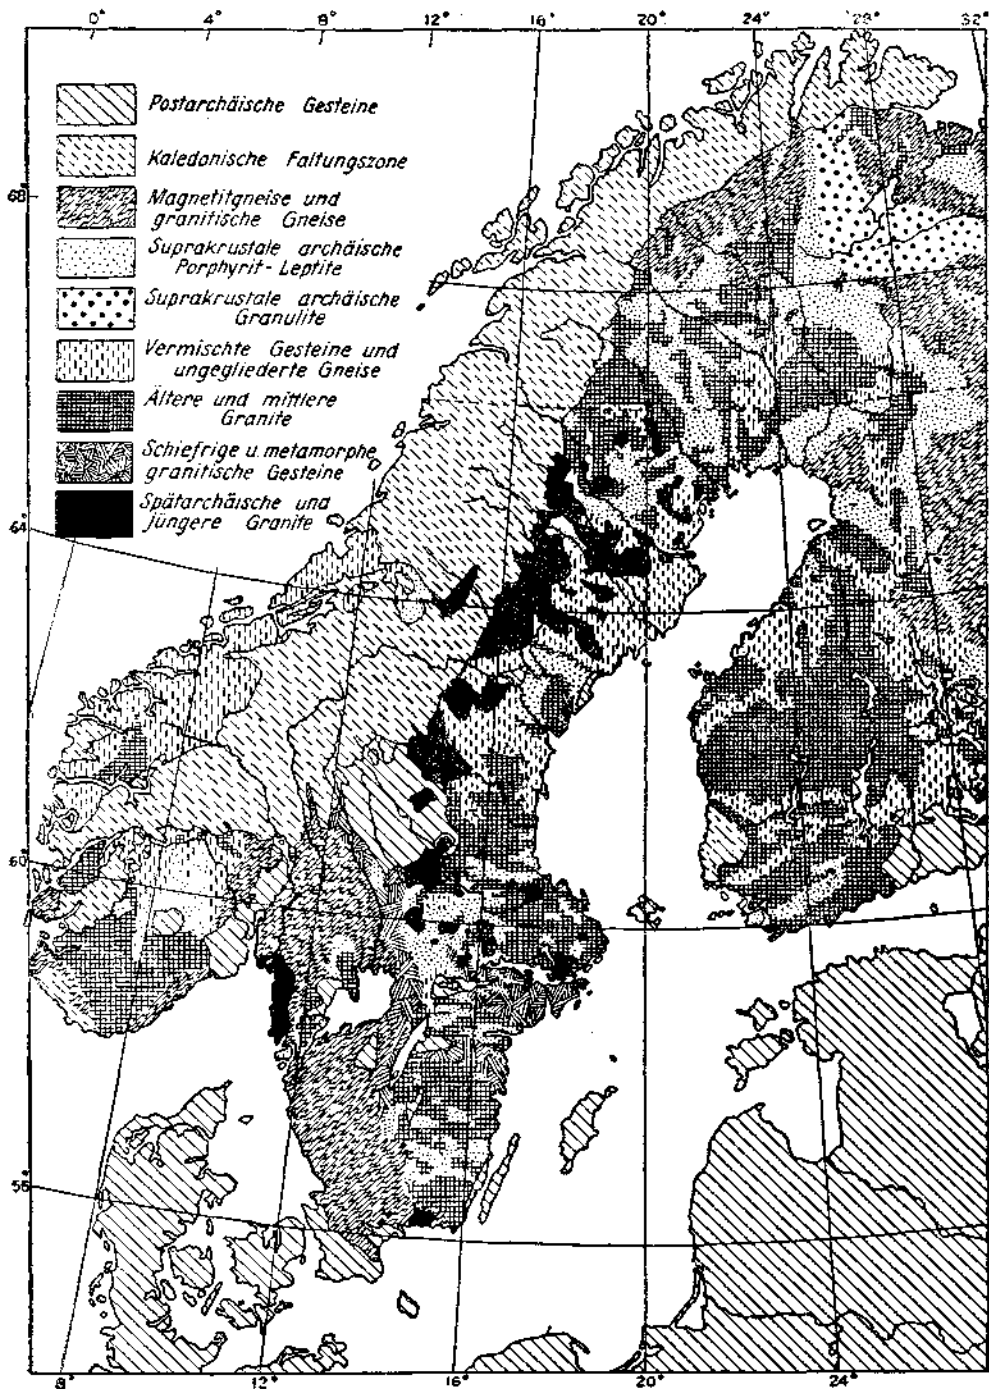 0° 4° 8° 12° 16° 20° 24° 28° 32°
Postarchäische Gesteine
Kaledonische Faltungszone
68°
Magnetitgneise und
granitische Gneise
Suprakrustale archäische
Porphyrit-Leptite
Suprakrustale archäische
Granulite
Vermischte Gesteine und
ungegliederte Gneise
Ältere und mittlere
Granite
Schiefrige u. metamorphe
granitische Gesteine
Spätarchäische und
jüngere Granite
64°
60°
56°
8° 12° 16° 20° 24°